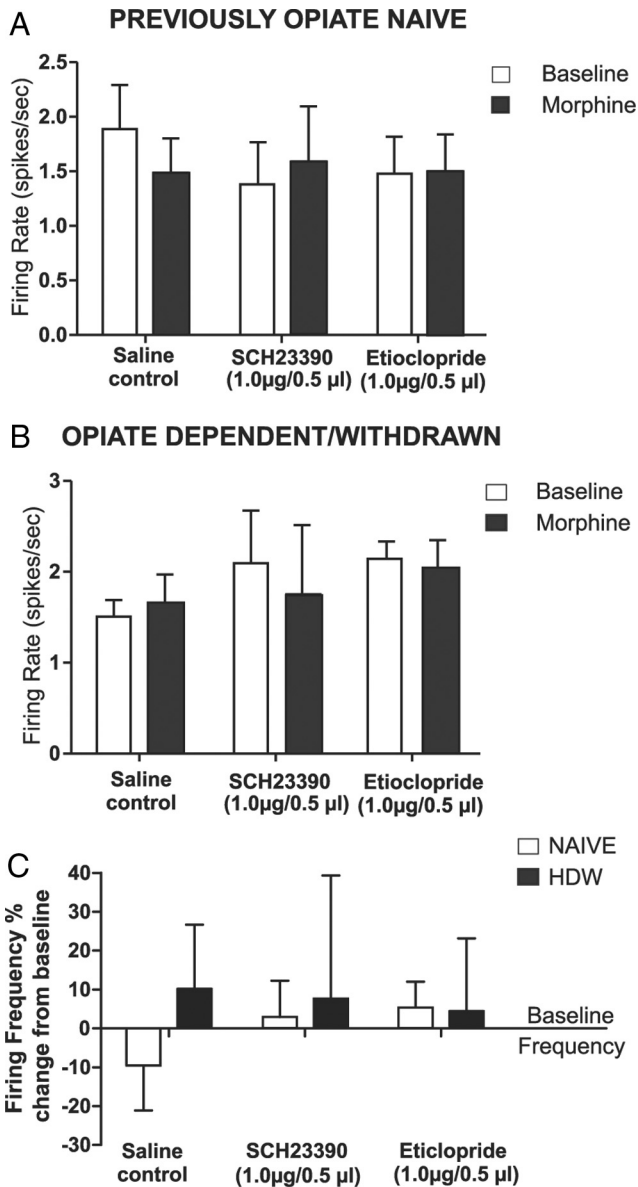 A
PREVIOUSLY OPIATE NAIVE
Firing Rate (spikes/sec)
2.5
2.0
1.5
1.0
0.5
0.0
Baseline
Morphine
Saline
control
SCH23390
(1.0µg/0.5 µl)
Etioclopride
(1.0µg/0.5 µl)
B
OPIATE DEPENDENT/WITHDRAWN
Firing Rate (spikes/sec)
3
2
1
0
Baseline
Morphine
Saline
control
SCH23390
(1.0µg/0.5 µl)
Etioclopride
(1.0µg/0.5 µl)
C
Firing Frequency %
change from baseline
40
30
20
10
0
-10
-20
-30
NAIVE
HDW
Baseline
Frequency
Saline
control
SCH23390
(1.0µg/0.5 µl)
Eticlopride
(1.0µg/0.5 µl)